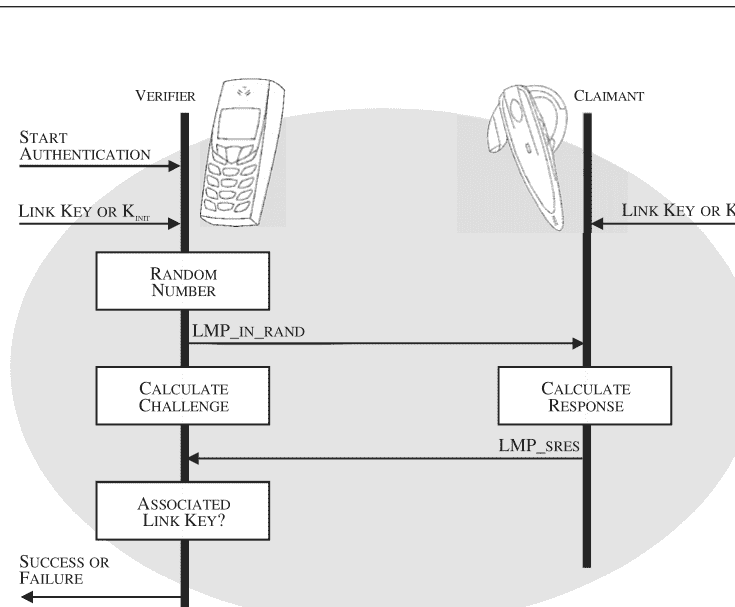 VERIFIER
CLAIMANT
START
AUTHENTICATION
LINK KEY OR K_INIT
LINK KEY OR K
RANDOM
NUMBER
LMP_IN_RAND
CALCULATE
CHALLENGE
CALCULATE
RESPONSE
LMP_SRES
ASSOCIATED
LINK KEY?
SUCCESS OR
FAILURE